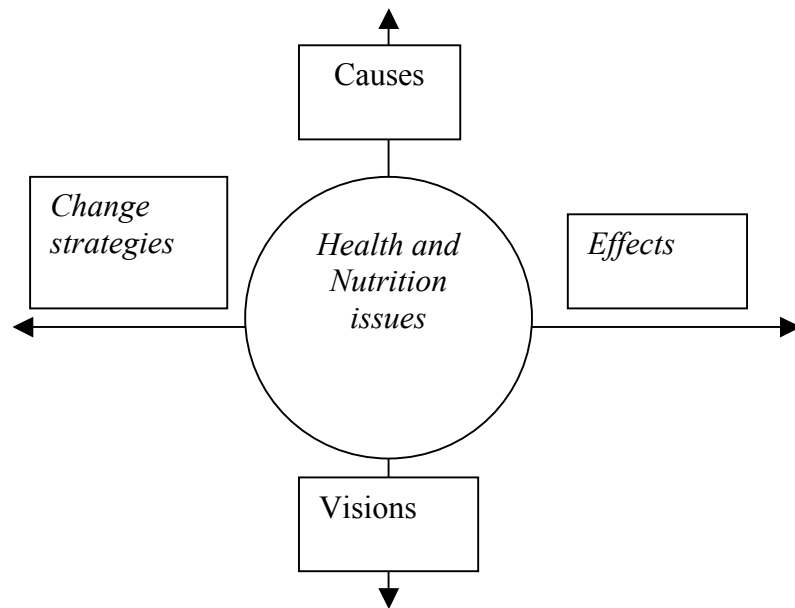 Causes
Change
strategies
Health and
Nutrition
issues
Effects
Visions